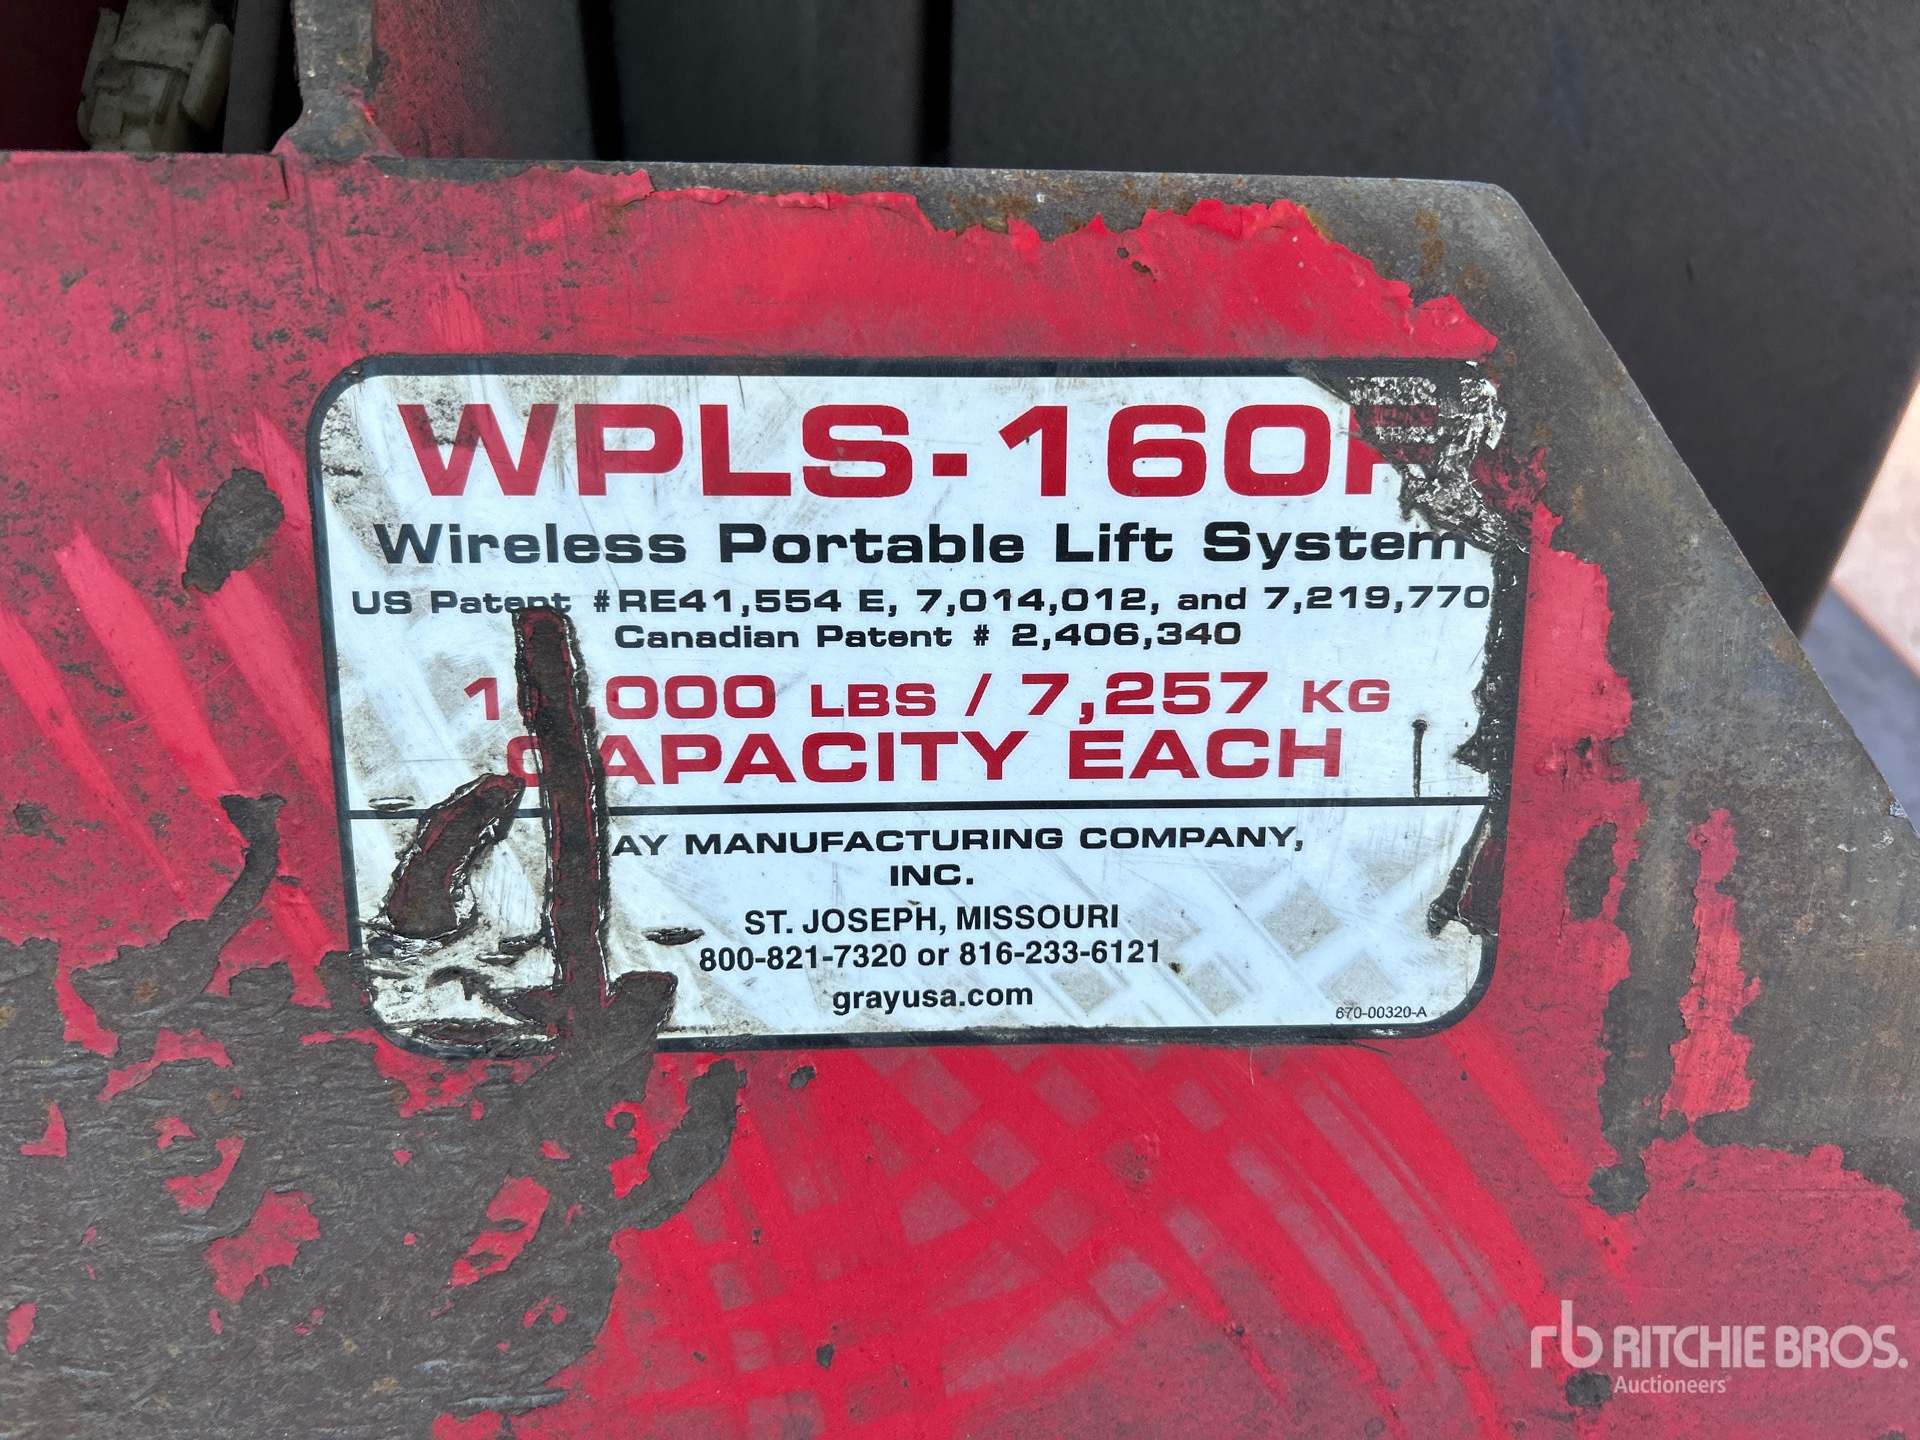 WPLS-160
Wireless Portable Lift System
US Patent #RE41,554 E, 7,014,012, and 7,219,770
Canadian Patent # 2,406,340
LBS / 7,257 KG
CAPACITY EACH
MANUFACTURING COMPANY,
INC.
ST. JOSEPH, MISSOURI
800-821-7320 or 816-233-6121
grayusa.com
670-00320-A
rb RITCHIE BROS.
Auctioneers